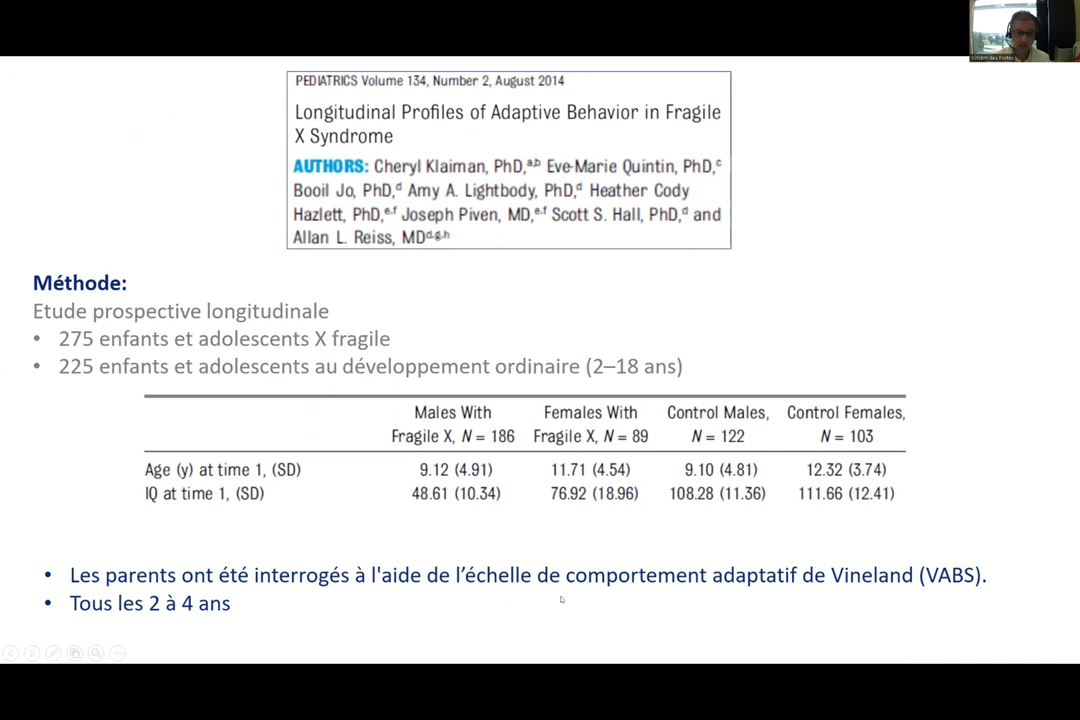 Vincent des Portes
PEDIATRICS Volume 134, Number 2, August 2014
Longitudinal Profiles of Adaptive Behavior in Fragile
X Syndrome
AUTHORS: Cheryl Klaiman, PhD,a,b Eve-Marie Quintin, PhD,c
Booil Jo, PhD,d Amy A. Lightbody, PhD,d Heather Cody
Hazlett, PhD,e,f Joseph Piven, MD,e,f Scott S. Hall, PhD,d and
Allan L. Reiss, MDd,g,h
Méthode:
Etude prospective longitudinale
• 275 enfants et adolescents X fragile
• 225 enfants et adolescents au développement ordinaire (2–18 ans)
Males With Females With Control Males, Control Females,
Fragile X, N = 186 Fragile X, N = 89 N = 122 N = 103
Age (y) at time 1, (SD) 9.12 (4.91) 11.71 (4.54) 9.10 (4.81) 12.32 (3.74)
IQ at time 1, (SD) 48.61 (10.34) 76.92 (18.96) 108.28 (11.36) 111.66 (12.41)
• Les parents ont été interrogés à l'aide de l’échelle de comportement adaptatif de Vineland (VABS).
• Tous les 2 à 4 ans